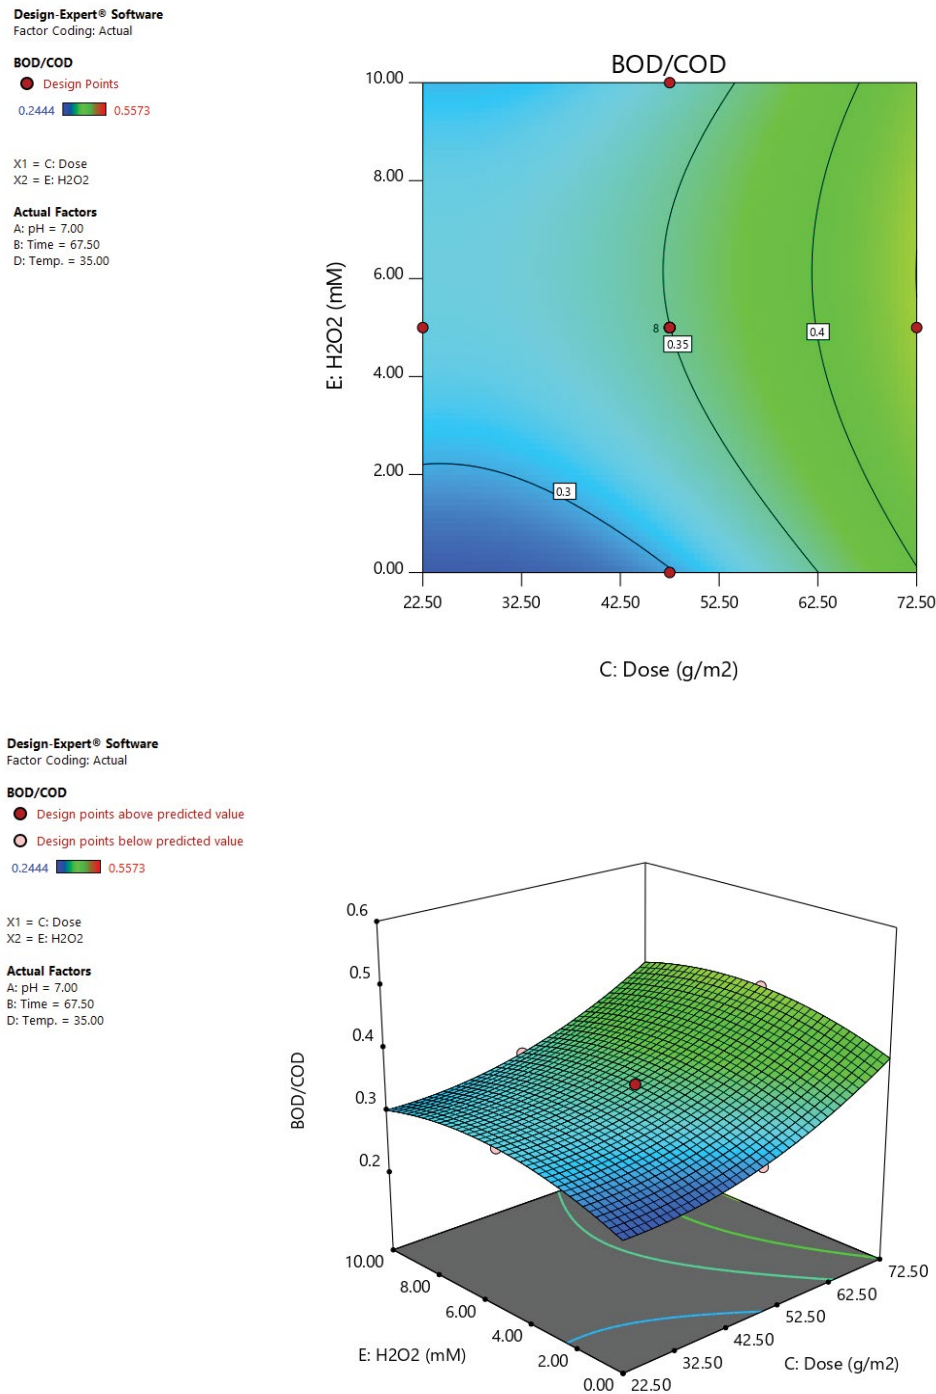 Design-Expert® Software
Factor Coding: Actual
BOD/COD
Design Points
0.2444 0.5573
X1 = C: Dose
X2 = E: H2O2
Actual Factors
A: pH = 7.00
B: Time = 67.50
D: Temp. = 35.00
BOD/COD
10.00
8.00
6.00
4.00
2.00
0.00
E: H2O2 (mM)
8
0.35
0.4
0.3
22.50 32.50 42.50 52.50 62.50 72.50
C: Dose (g/m2)
Design-Expert® Software
Factor Coding: Actual
BOD/COD
Design points above predicted value
Design points below predicted value
0.2444 0.5573
X1 = C: Dose
X2 = E: H2O2
Actual Factors
A: pH = 7.00
B: Time = 67.50
D: Temp. = 35.00
0.6
0.5
0.4
0.3
0.2
BOD/COD
10.00
8.00
6.00
4.00
2.00
0.00
E: H2O2 (mM)
72.50
62.50
52.50
42.50
32.50
22.50
C: Dose (g/m2)